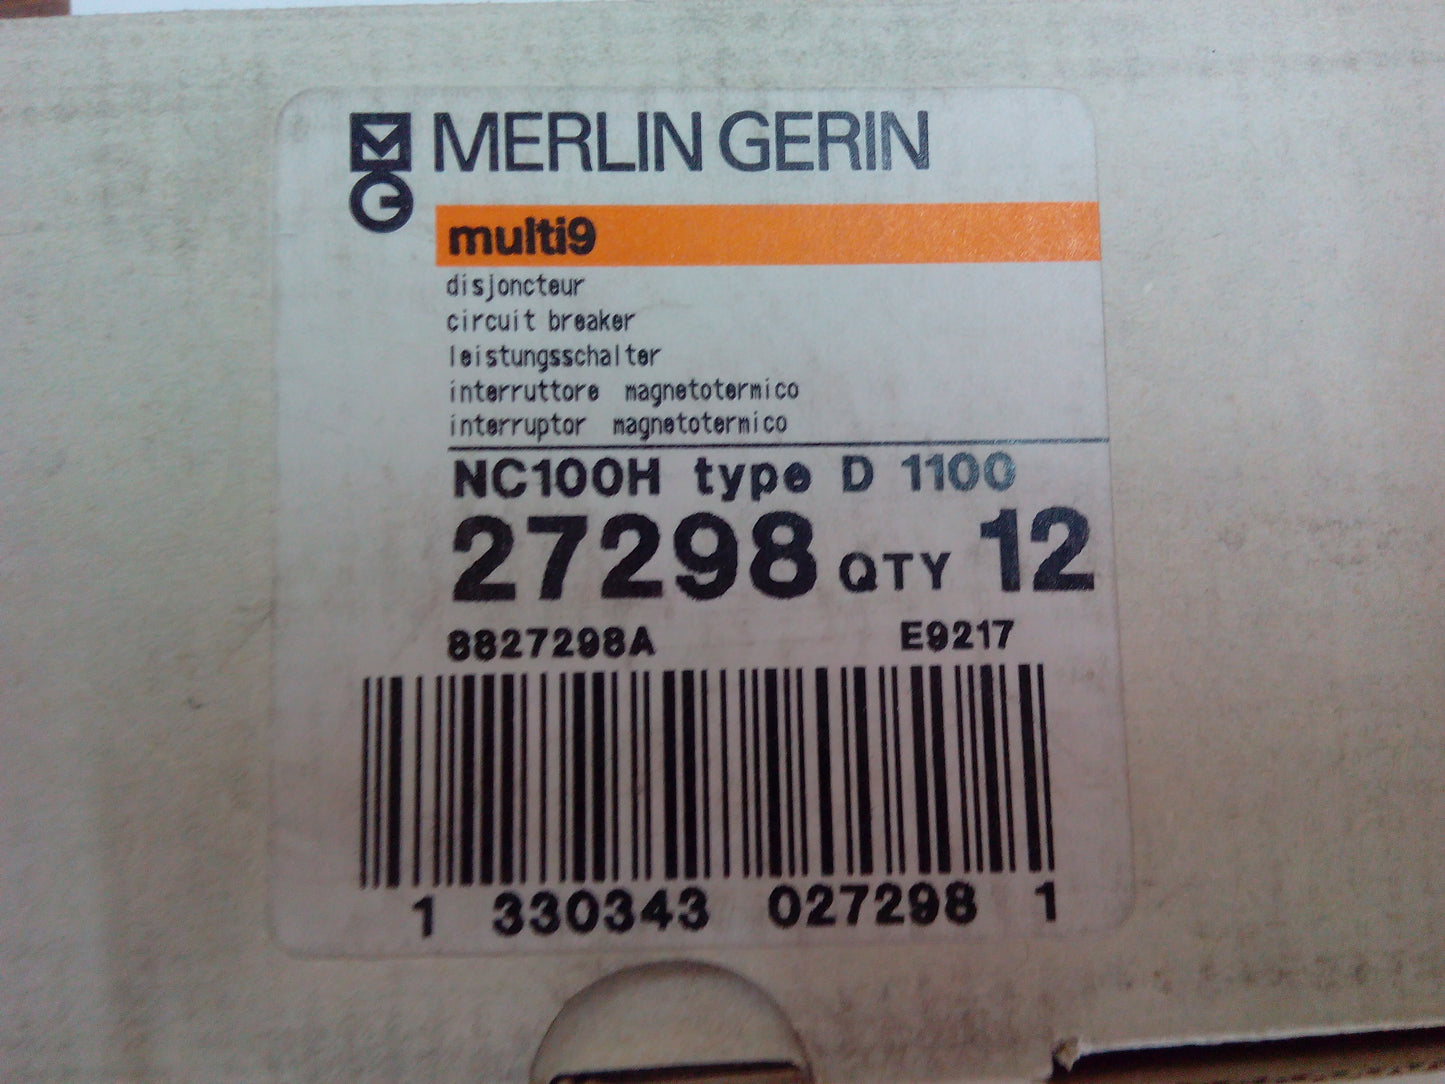 MG MERLIN GERIN
multi9
disjoncteur
circuit breaker
leistungsschalter
interruttore magnetotermico
interruptor magnetotermico
NC100H type D 1100
27298 QTY 12
8827298A E9217
1 330343 027298 1